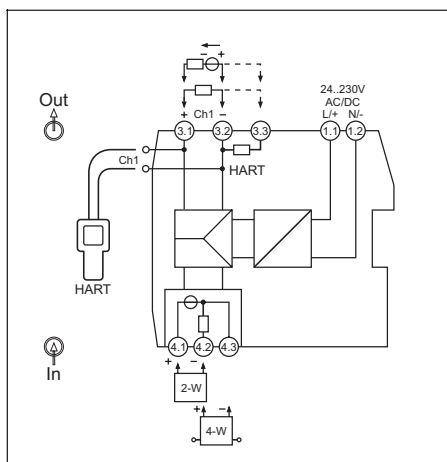 − +
24..230V
AC/DC
L/+ N/-
Out
+ Ch1 −
3.1 3.2 3.3 1.1 1.2
Ch1
HART
HART
4.1 4.2 4.3
In
+ −
2-W
+ −
4-W